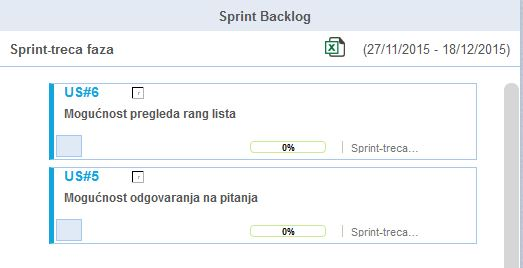 Sprint Backlog
Sprint-treca faza (27/11/2015 - 18/12/2015)
US#6
Mogućnost pregleda rang lista
0% Sprint-treca...
US#5
Mogućnost odgovaranja na pitanja
0% Sprint-treca...